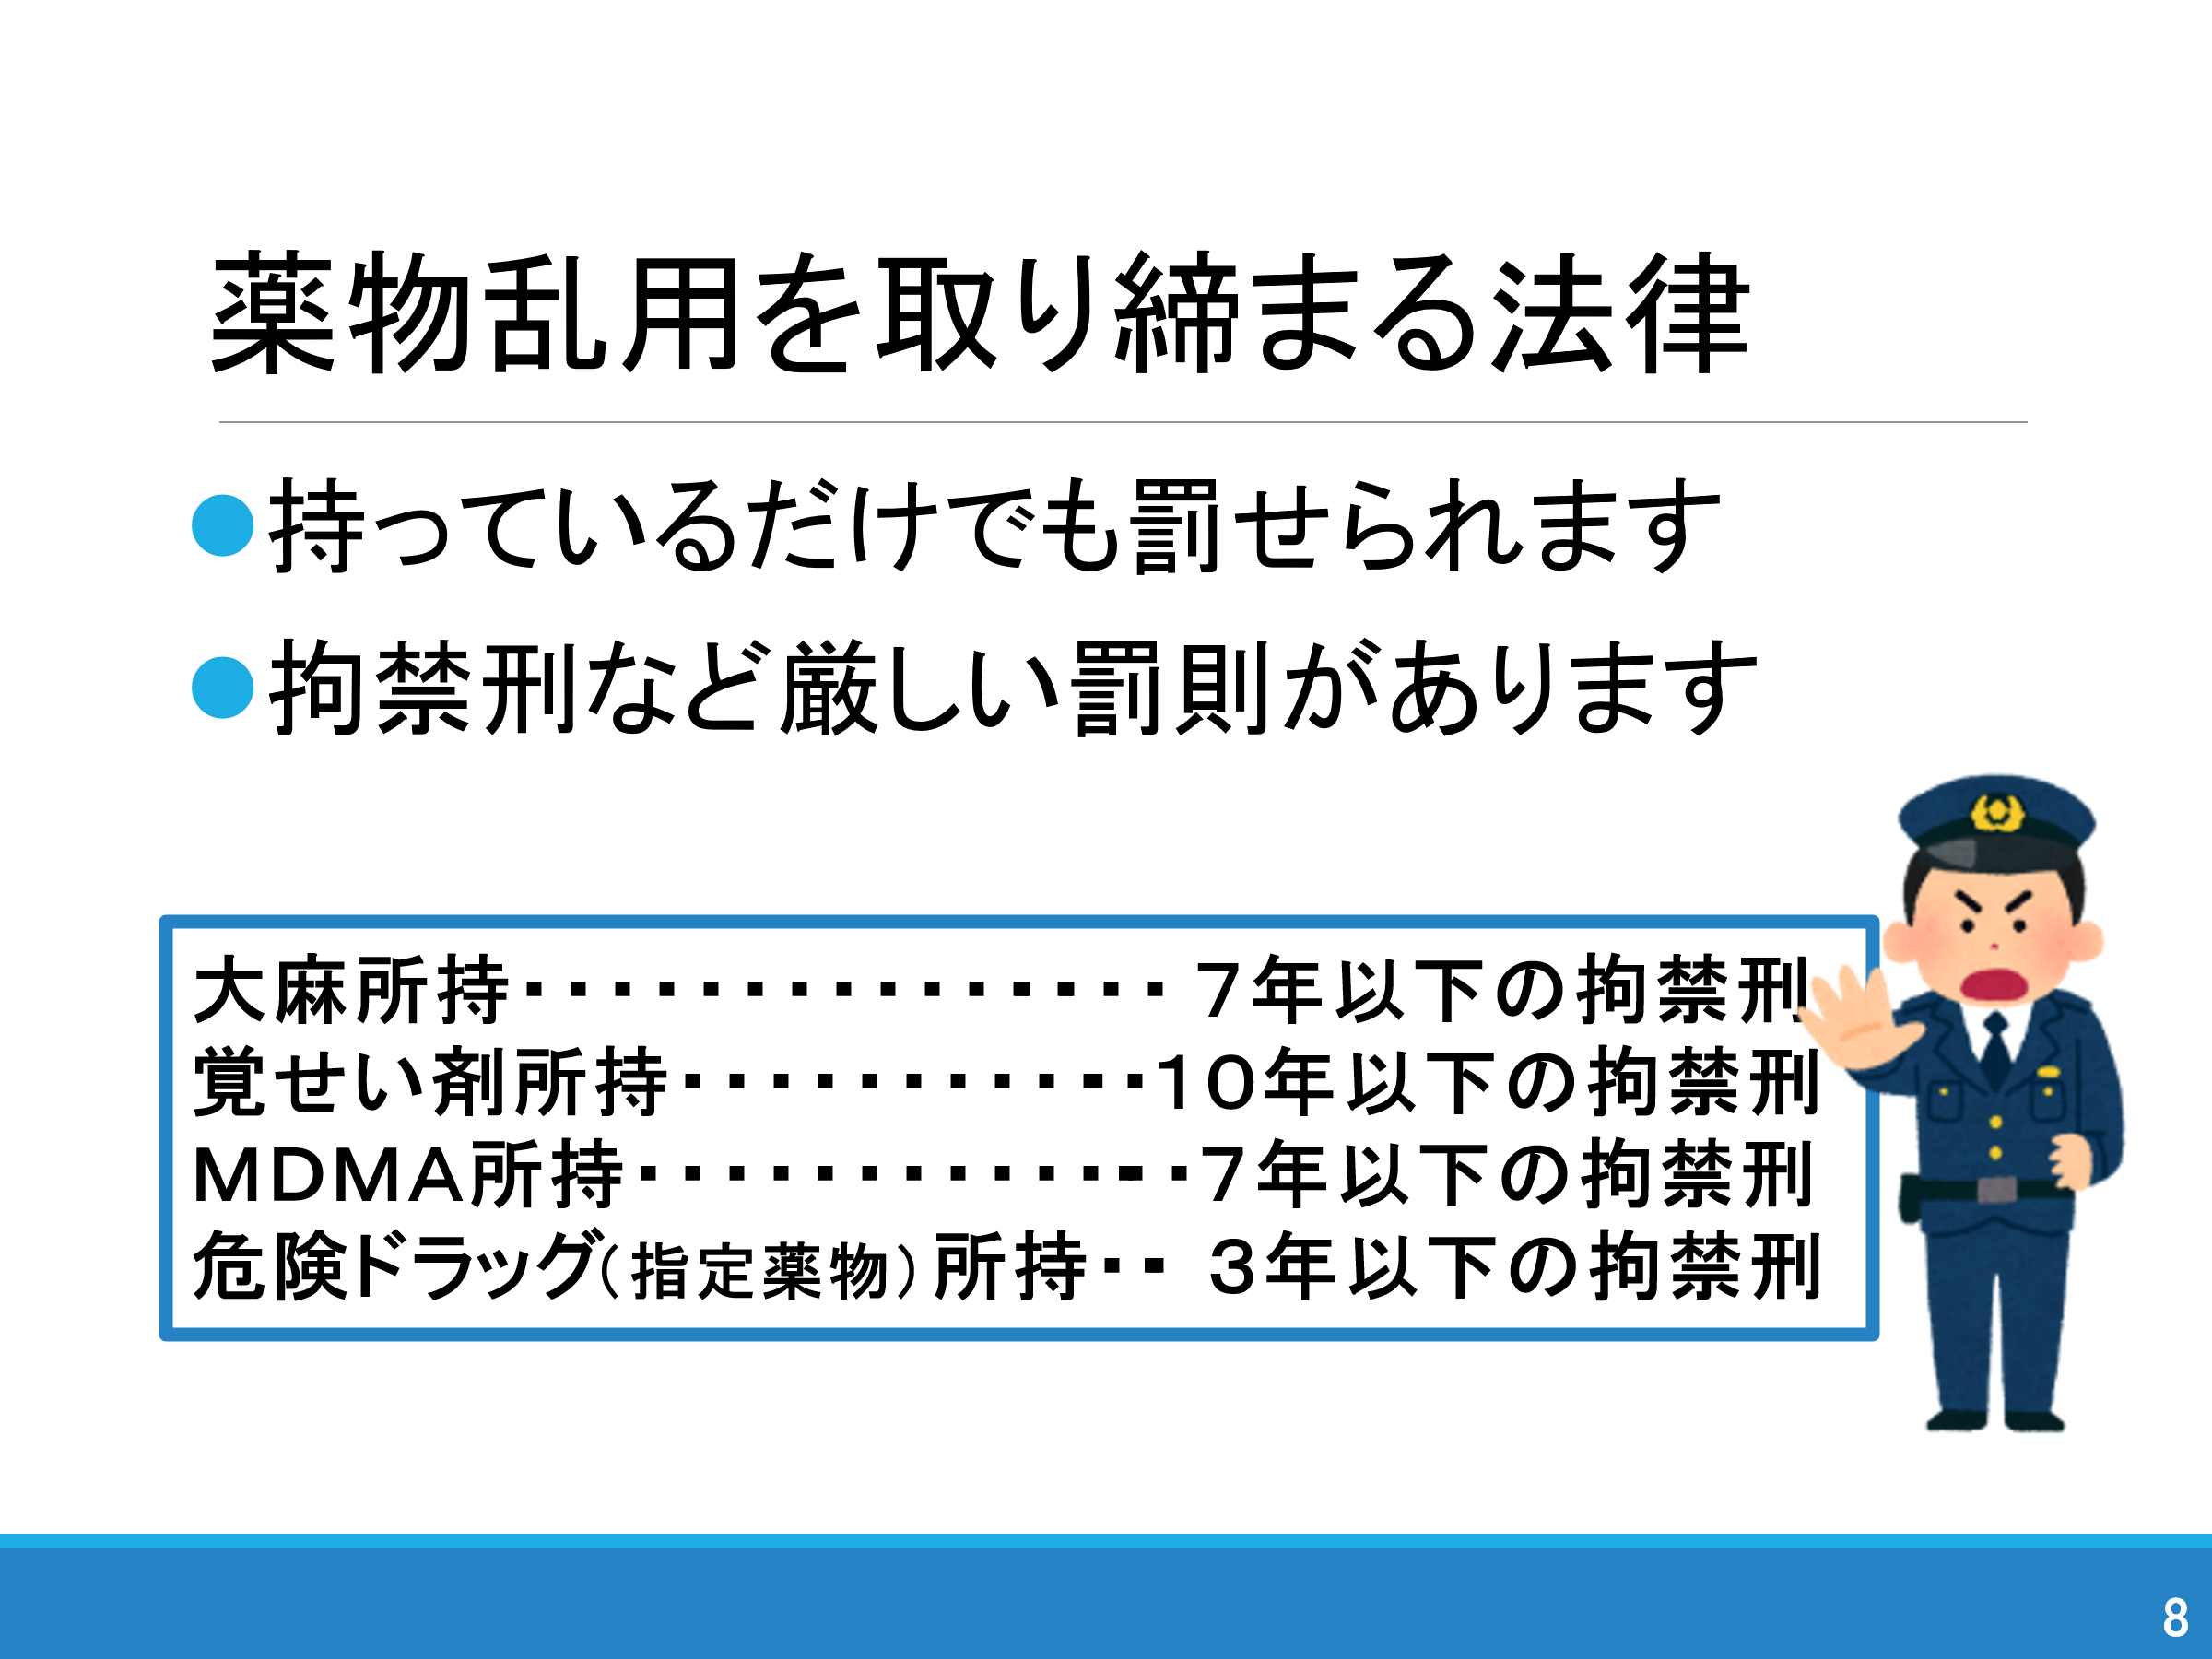 薬物乱用を取り締まる法律
●持っているだけでも罰せられます
●拘禁刑など厳しい罰則があります
大麻所持・・・・・・・・・・・・・・・ 7年以下の拘禁刑
覚せい剤所持・・・・・・・・・・・10年以下の拘禁刑
MDMA所持・・・・・・・・・・・・・7年以下の拘禁刑
危険ドラッグ（指定薬物）所持・・ 3年以下の拘禁刑
8